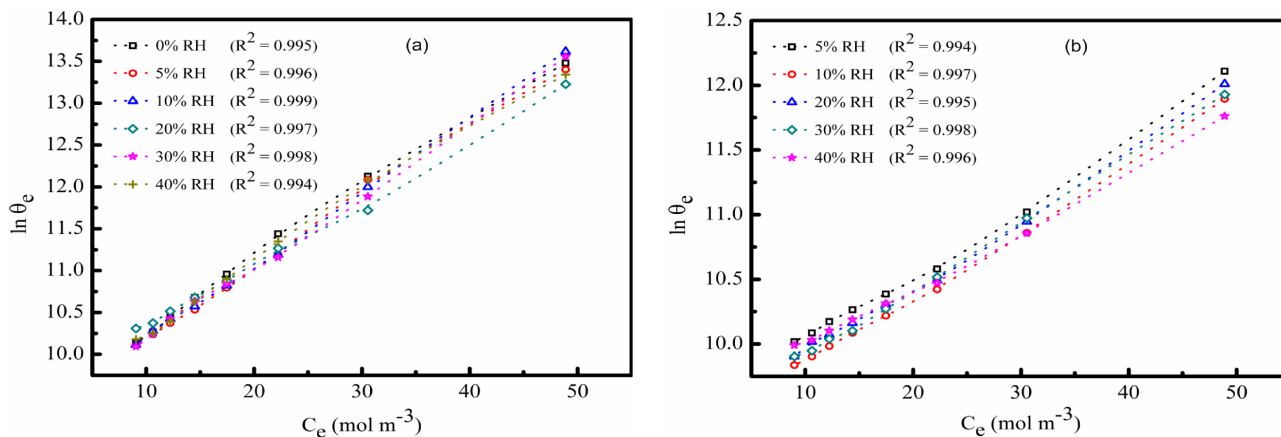 14.0
13.5
13.0
12.5
12.0
11.5
11.0
10.5
10.0
ln θe
0% RH (R² = 0.995)
5% RH (R² = 0.996)
10% RH (R² = 0.999)
20% RH (R² = 0.997)
30% RH (R² = 0.998)
40% RH (R² = 0.994)
(a)
10 20 30 40 50
Ce (mol m⁻³)
12.5
12.0
11.5
11.0
10.5
10.0
ln θe
5% RH (R² = 0.994)
10% RH (R² = 0.997)
20% RH (R² = 0.995)
30% RH (R² = 0.998)
40% RH (R² = 0.996)
(b)
10 20 30 40 50
Ce (mol m⁻³)